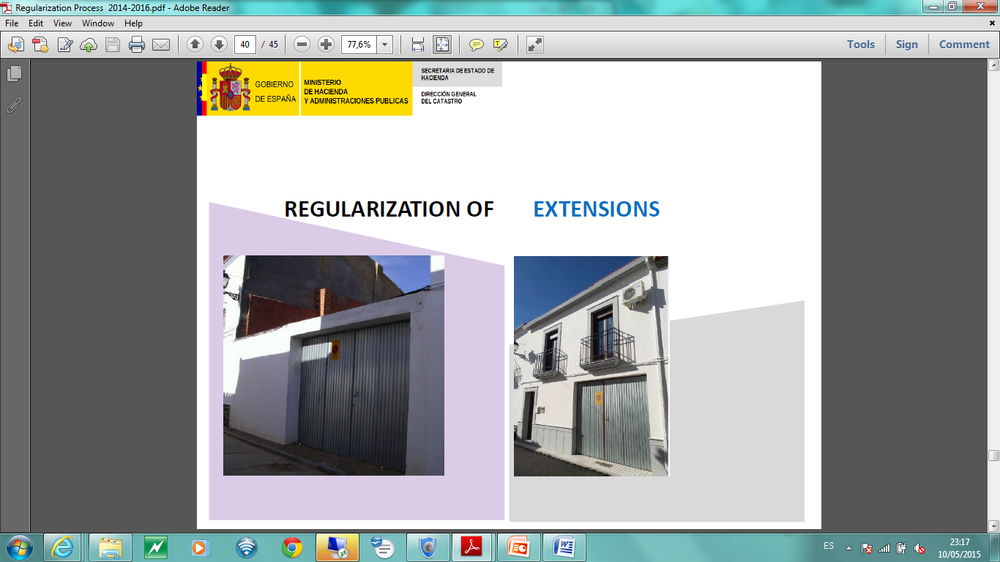 Regularization Process 2014-2016.pdf - Adobe Reader
File Edit View Window Help
40 / 45
77,6%
Tools Sign Comment
GOBIERNO
DE ESPAÑA
MINISTERIO
DE HACIENDA
Y ADMINISTRACIONES PUBLICAS
SECRETARIA DE ESTADO DE
HACIENDA
DIRECCIÓN GENERAL
DEL CATASTRO
REGULARIZATION OF EXTENSIONS
ES
23:17
10/05/2015